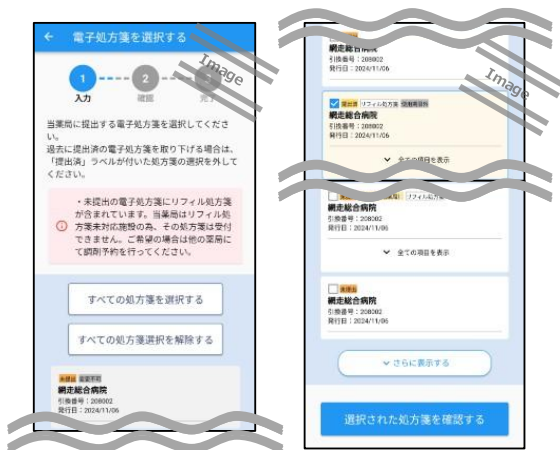 電子処方箋を選択する
Image
1
2
入力
確認
完了
当薬局に提出する電子処方箋を選択してくださ
い。
過去に提出済の電子処方箋を取り下げる場合は、
「提出済」ラベルが付いた処方箋の選択を外して
ください。
・未提出の電子処方箋にリフィル処方箋
が含まれています。当薬局はリフィル処
方箋未対応施設の為、その処方箋は受付
できません。ご希望の場合は他の薬局に
て調剤予約を行ってください。
すべての処方箋を選択する
すべての処方箋選択を解除する
未提出 変更不可
網走総合病院
引換番号：208002
発行日：2024/11/06
網走総合病院
引換番号：208002
発行日：2024/11/06
Image
提出済 リフィル処方箋 使用期間外
網走総合病院
引換番号：208002
全ての項目を表示
リフィル処方箋
網走総合病院
引換番号：208002
発行日：2024/11/06
全ての項目を表示
未提出
網走総合病院
引換番号：208002
発行日：2024/11/06
さらに表示する
選択された処方箋を確認する